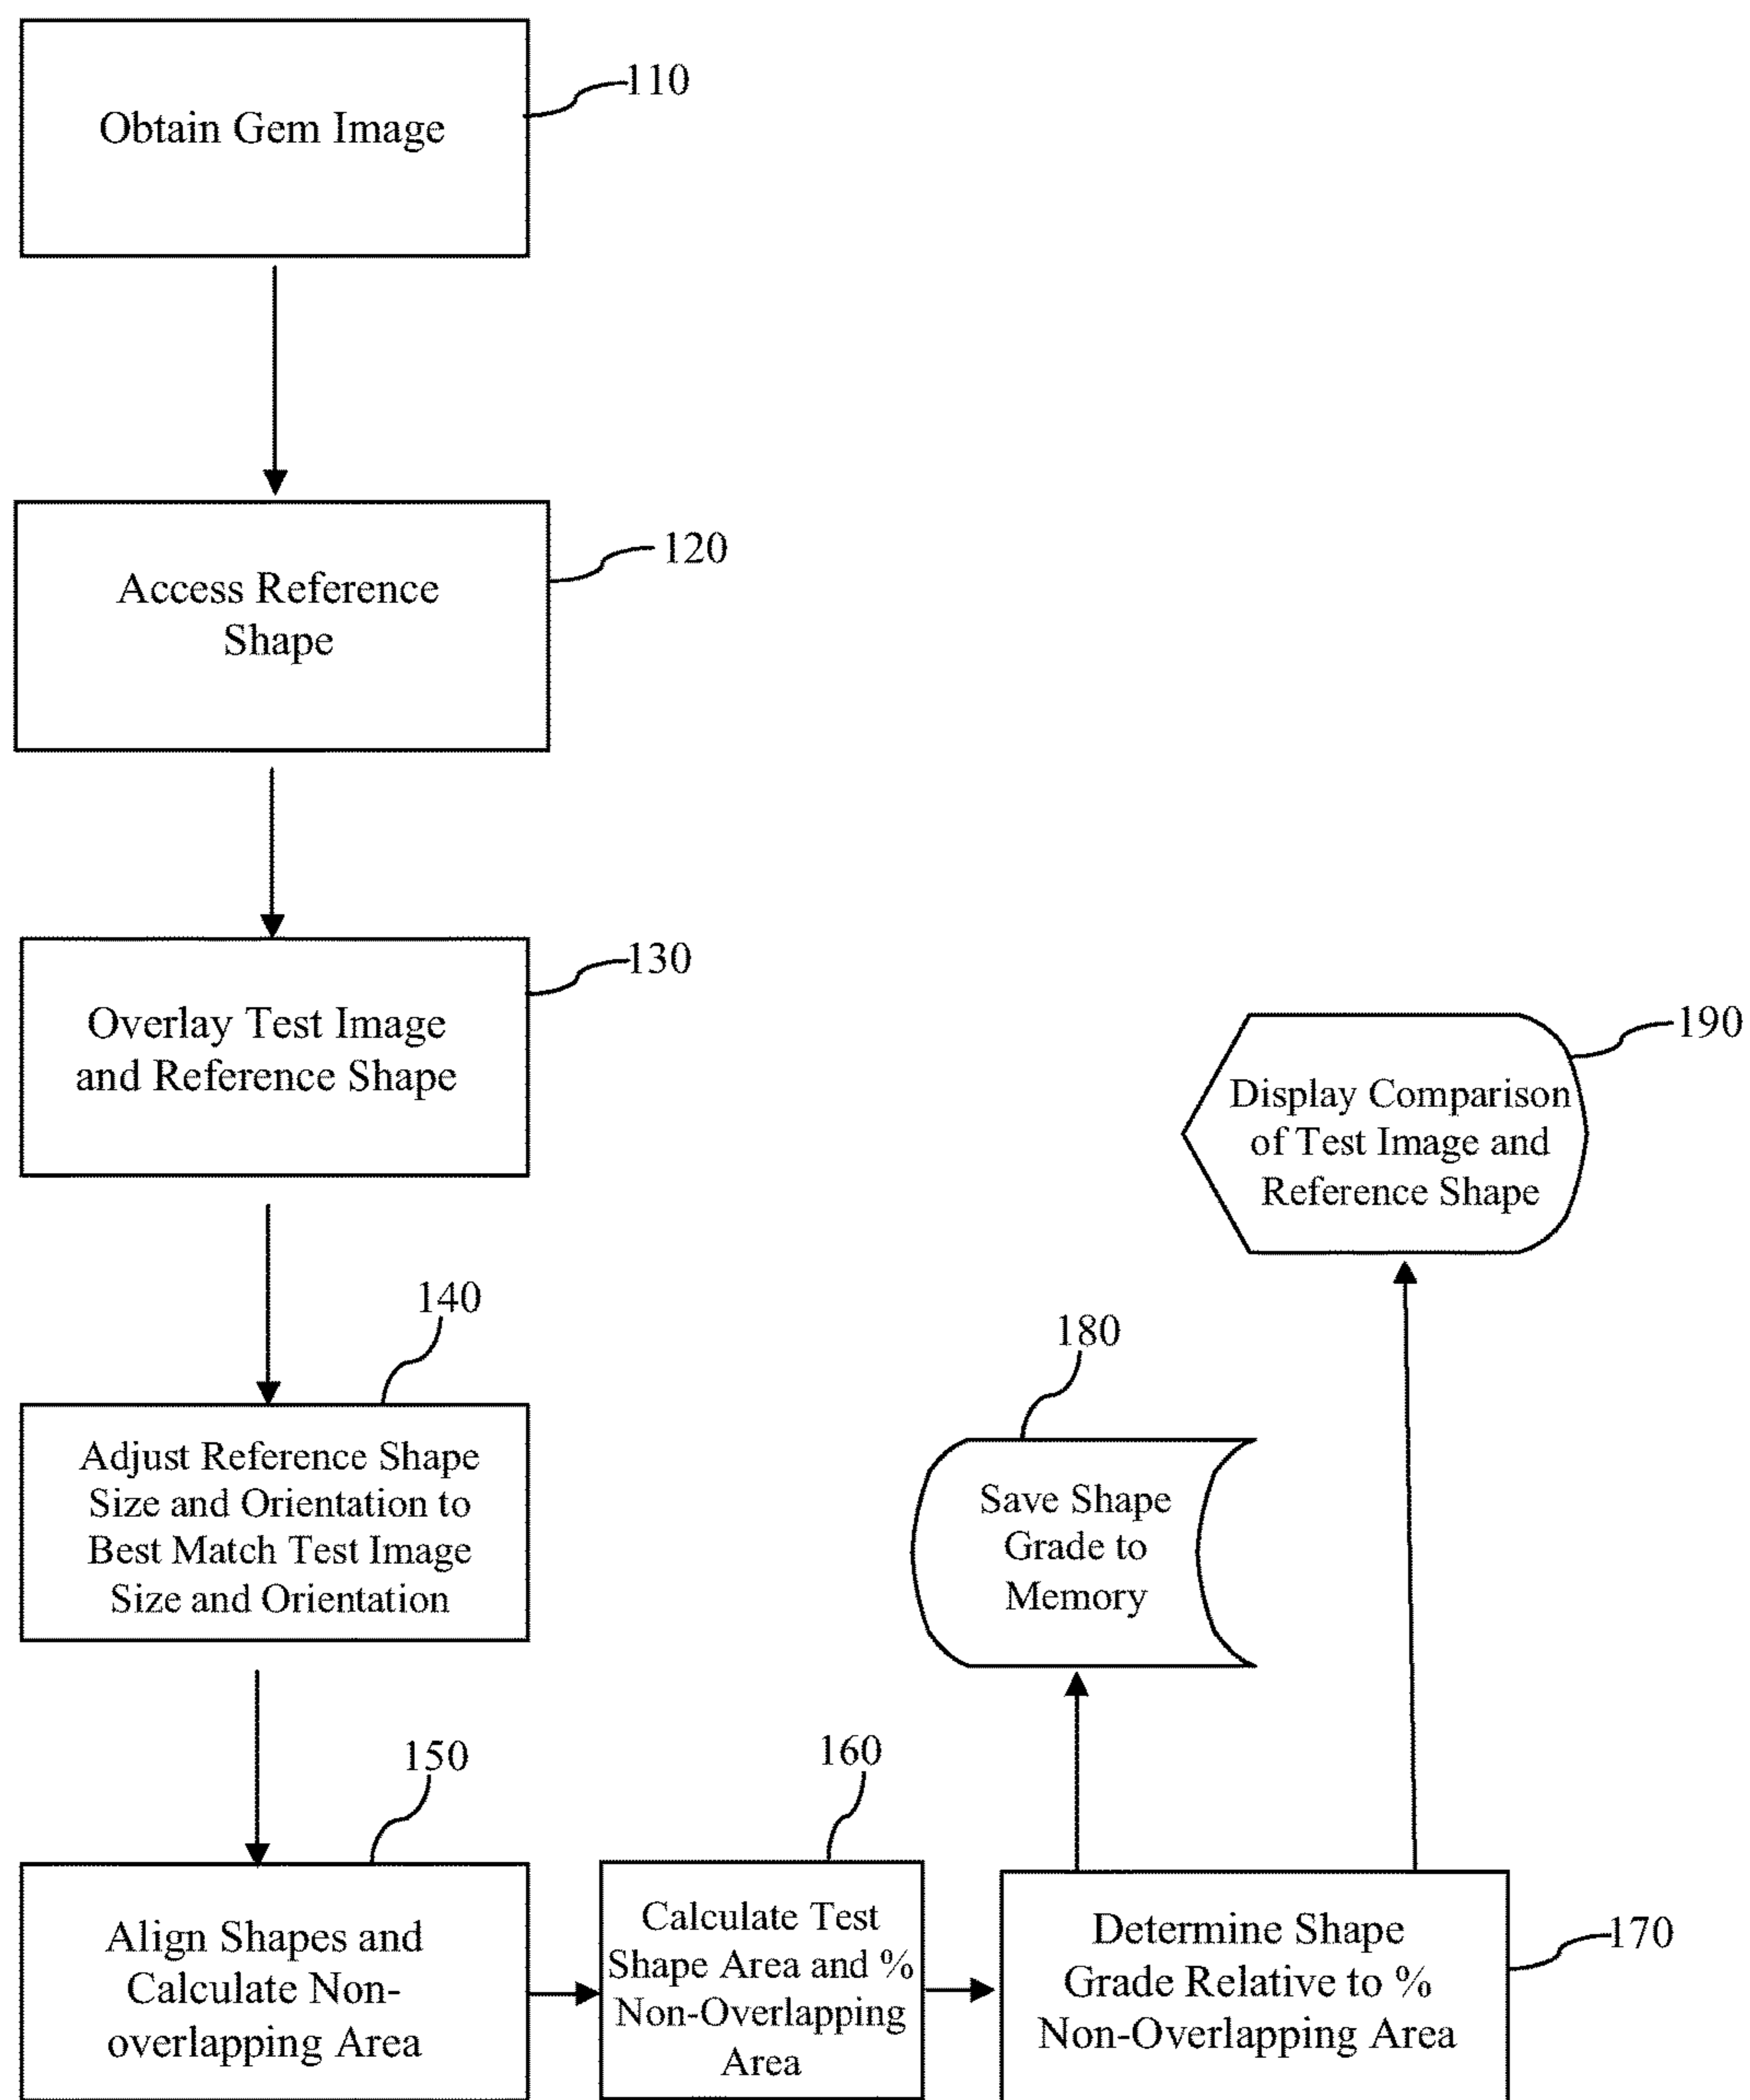 Obtain Gem Image
110
Access Reference
Shape
120
Overlay Test Image
and Reference Shape
130
Adjust Reference Shape
Size and Orientation to
Best Match Test Image
Size and Orientation
140
Align Shapes and
Calculate Non-
overlapping Area
150
Calculate Test
Shape Area and %
Non-Overlapping
Area
160
Determine Shape
Grade Relative to %
Non-Overlapping Area
170
Save Shape
Grade to
Memory
180
Display Comparison
of Test Image and
Reference Shape
190